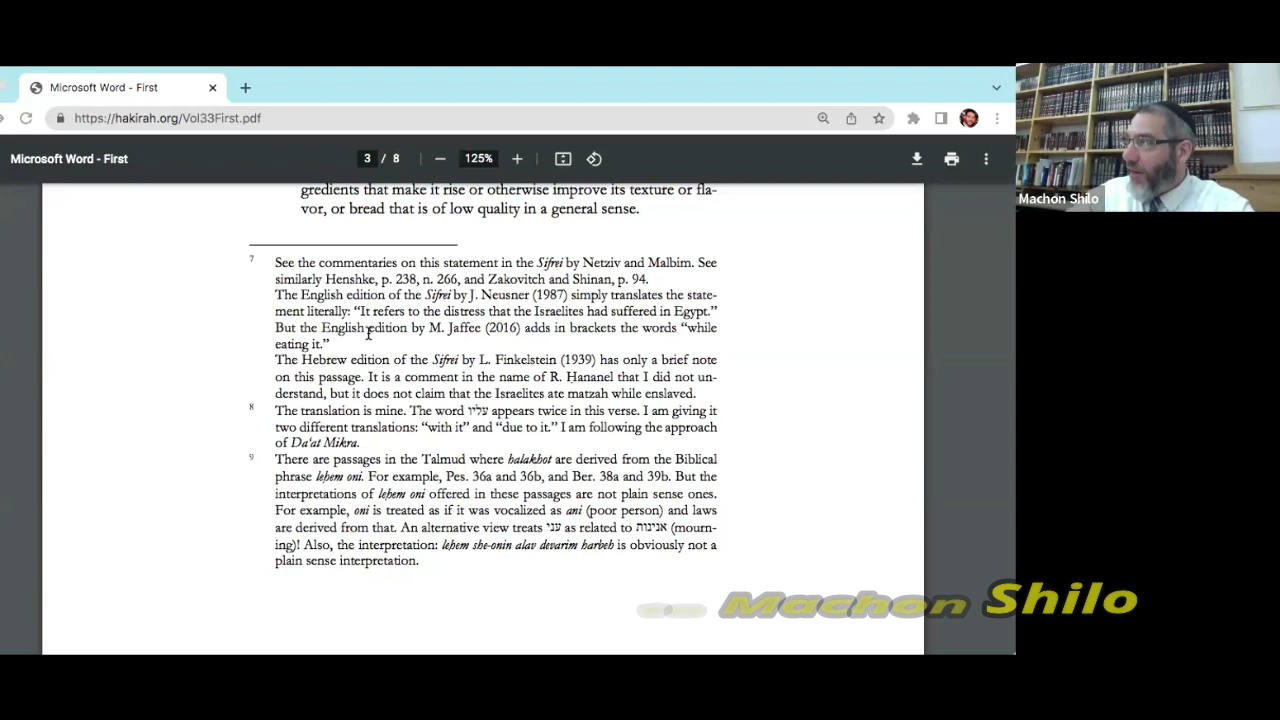 Microsoft Word - First
https://hakirah.org/Vol33First.pdf
Microsoft Word - First
3 / 8
125%
Machon Shilo
gredients that make it rise or otherwise improve its texture or fla-
vor, or bread that is of low quality in a general sense.
7 See the commentaries on this statement in the Sifrei by Netziv and Malbim. See
similarly Henshke, p. 238, n. 266, and Zakovitch and Shinan, p. 94.
The English edition of the Sifrei by J. Neusner (1987) simply translates the state-
ment literally: “It refers to the distress that the Israelites had suffered in Egypt.”
But the English edition by M. Jaffee (2016) adds in brackets the words “while
eating it.”
The Hebrew edition of the Sifrei by L. Finkelstein (1939) has only a brief note
on this passage. It is a comment in the name of R. Ḥananel that I did not un-
derstand, but it does not claim that the Israelites ate matzah while enslaved.
8 The translation is mine. The word עליו appears twice in this verse. I am giving it
two different translations: “with it” and “due to it.” I am following the approach
of Da‘at Mikra.
9 There are passages in the Talmud where halakhot are derived from the Biblical
phrase leḥem oni. For example, Pes. 36a and 36b, and Ber. 38a and 39b. But the
interpretations of leḥem oni offered in these passages are not plain sense ones.
For example, oni is treated as if it was vocalized as ani (poor person) and laws
are derived from that. An alternative view treats עני as related to אנינות (mourn-
ing)! Also, the interpretation: leḥem she-onin alav devarim harbeh is obviously not a
plain sense interpretation.
Machon Shilo